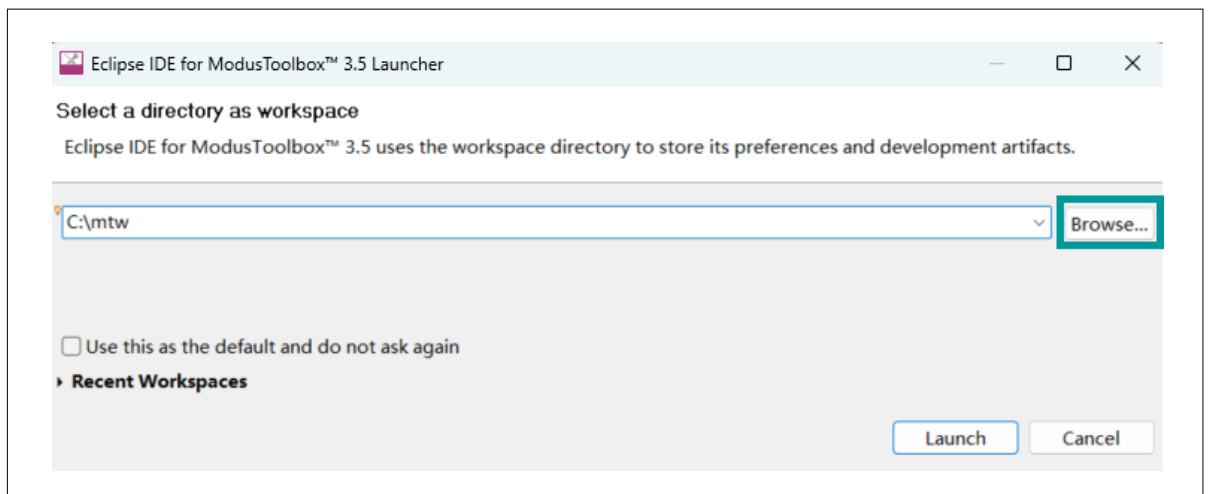 Eclipse IDE for ModusToolbox™ 3.5 Launcher
Select a directory as workspace
Eclipse IDE for ModusToolbox™ 3.5 uses the workspace directory to store its preferences and development artifacts.
C:\mtw
Browse...
Use this as the default and do not ask again
Recent Workspaces
Launch
Cancel